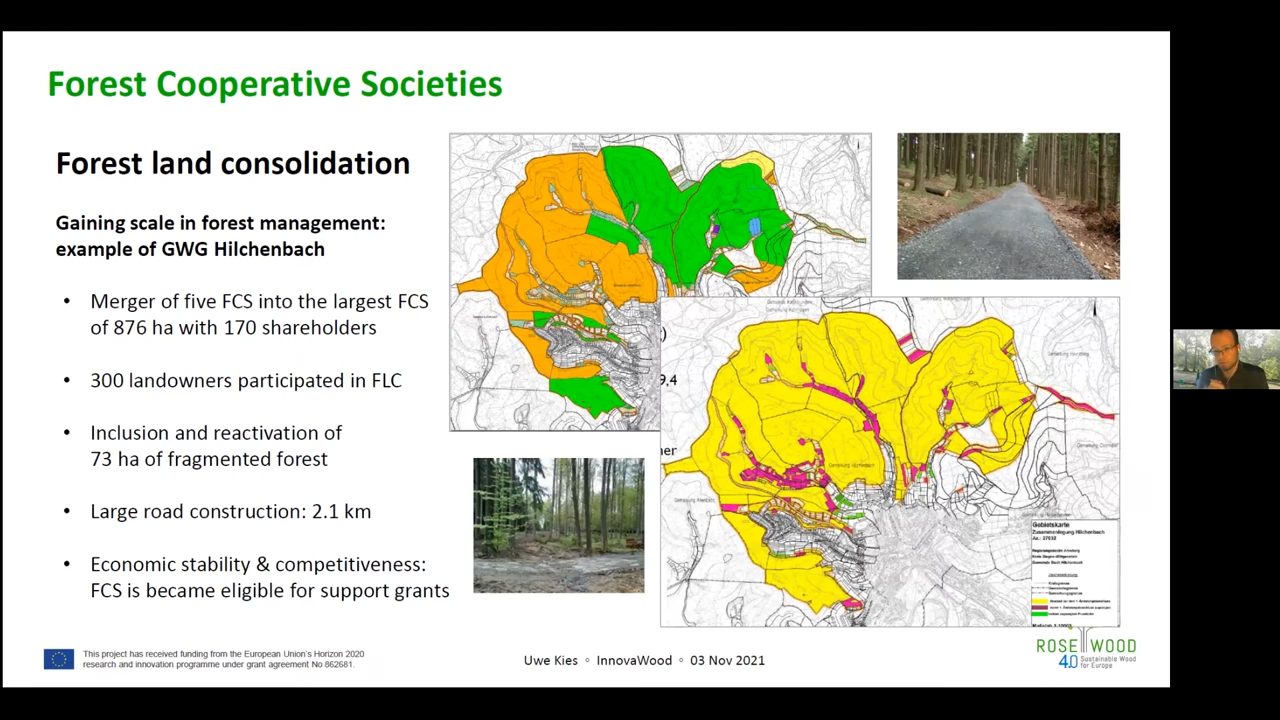 Forest Cooperative Societies
Forest land consolidation
Gaining scale in forest management:
example of GWG Hilchenbach
• Merger of five FCS into the largest FCS
of 876 ha with 170 shareholders
• 300 landowners participated in FLC
• Inclusion and reactivation of
73 ha of fragmented forest
• Large road construction: 2.1 km
• Economic stability & competitiveness:
FCS is became eligible for support grants
)
9,4
ner
Gebietskarte
Zusammenlegung Hilchenbach
This project has received funding from the European Union's Horizon 2020
research and innovation programme under grant agreement No 862681.
Uwe Kies ◦ InnovaWood ◦ 03 Nov 2021
ROSEWOOD
4.0 Sustainable Wood
for Europe